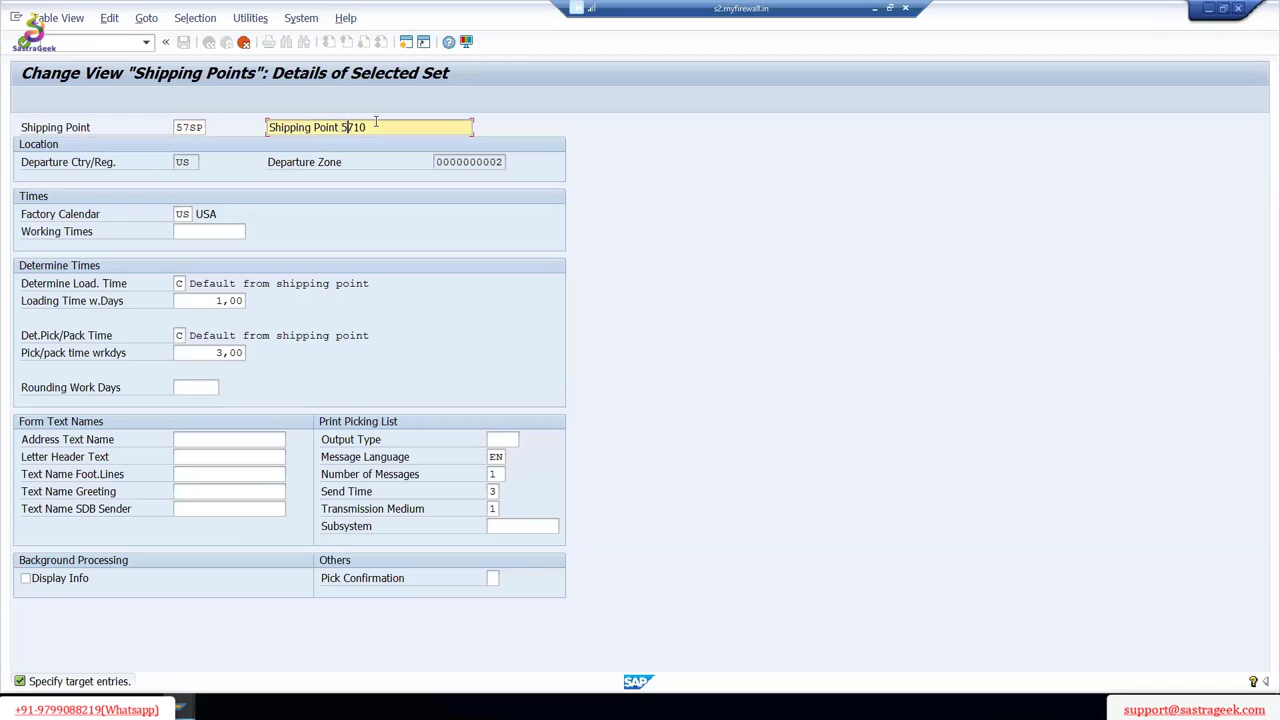 s2.myfirewall.in
Table View Edit Goto Selection Utilities System Help
SASTRAGEEK
Change View "Shipping Points": Details of Selected Set
Shipping Point 57SP Shipping Point 5710
Location
Departure Ctry/Reg. US Departure Zone 0000000002
Times
Factory Calendar US USA
Working Times
Determine Times
Determine Load. Time C Default from shipping point
Loading Time w.Days 1,00
Det.Pick/Pack Time C Default from shipping point
Pick/pack time wrkdys 3,00
Rounding Work Days
Form Text Names Print Picking List
Address Text Name Output Type
Letter Header Text Message Language EN
Text Name Foot.Lines Number of Messages 1
Text Name Greeting Send Time 3
Text Name SDB Sender Transmission Medium 1
Subsystem
Background Processing Others
Display Info Pick Confirmation
Specify target entries. SAP
+91-9799088219(Whatsapp) support@sastrageek.com